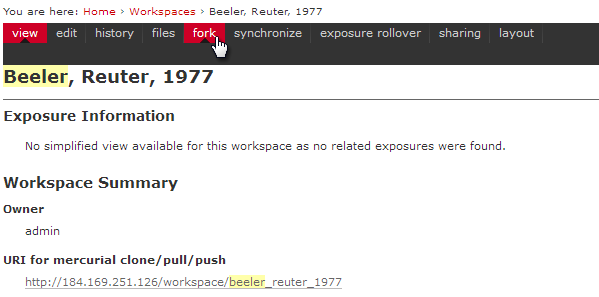 You are here: Home › Workspaces › Beeler, Reuter, 1977
view edit history files fork synchronize exposure rollover sharing layout
Beeler, Reuter, 1977
Exposure Information
No simplified view available for this workspace as no related exposures were found.
Workspace Summary
Owner
admin
URI for mercurial clone/pull/push
http://184.169.251.126/workspace/beeler_reuter_1977